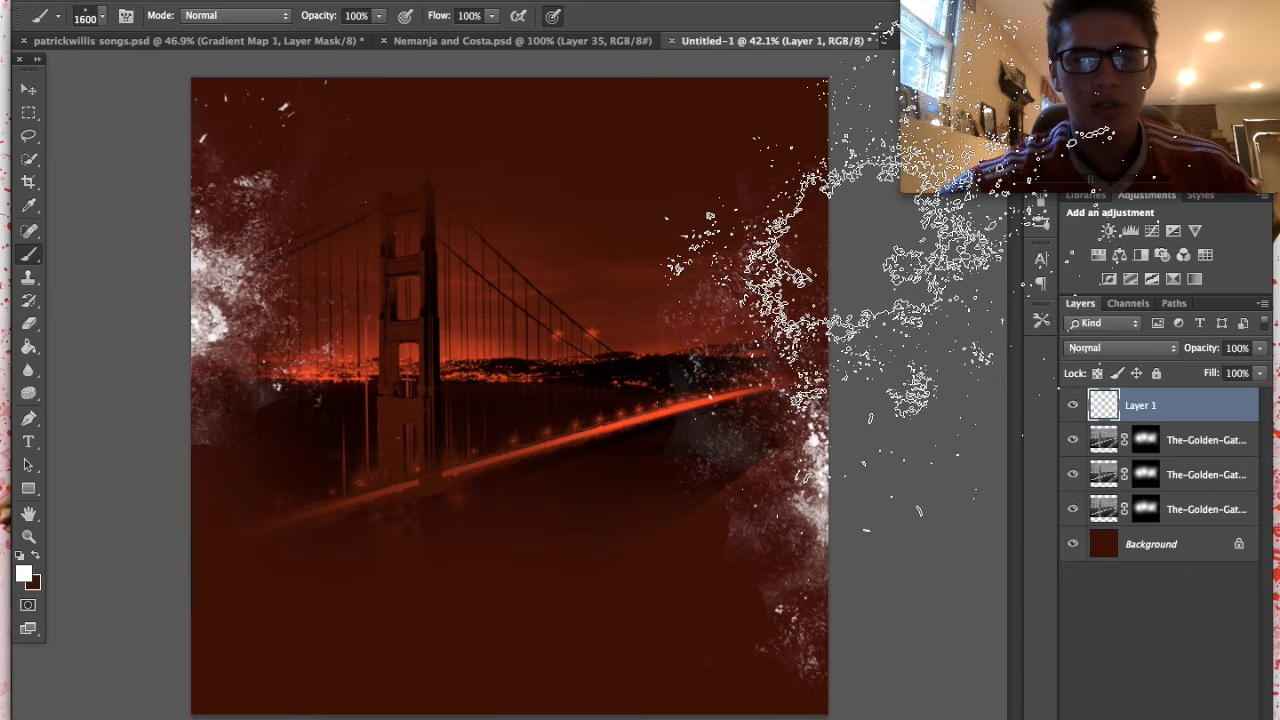 1600 Mode: Normal Opacity: 100% Flow: 100%
patrickwillis songs.psd @ 46.9% (Gradient Map 1, Layer Mask/8) *
Nemanja and Costa.psd @ 100% (Layer 35, RGB/8#)
Untitled-1 @ 42.1% (Layer 1, RGB/8) *
Libraries Adjustments Styles
Add an adjustment
Layers Channels Paths
Kind
Normal Opacity: 100%
Lock: Fill: 100%
Layer 1
The-Golden-Gat...
The-Golden-Gat...
The-Golden-Gat...
Background